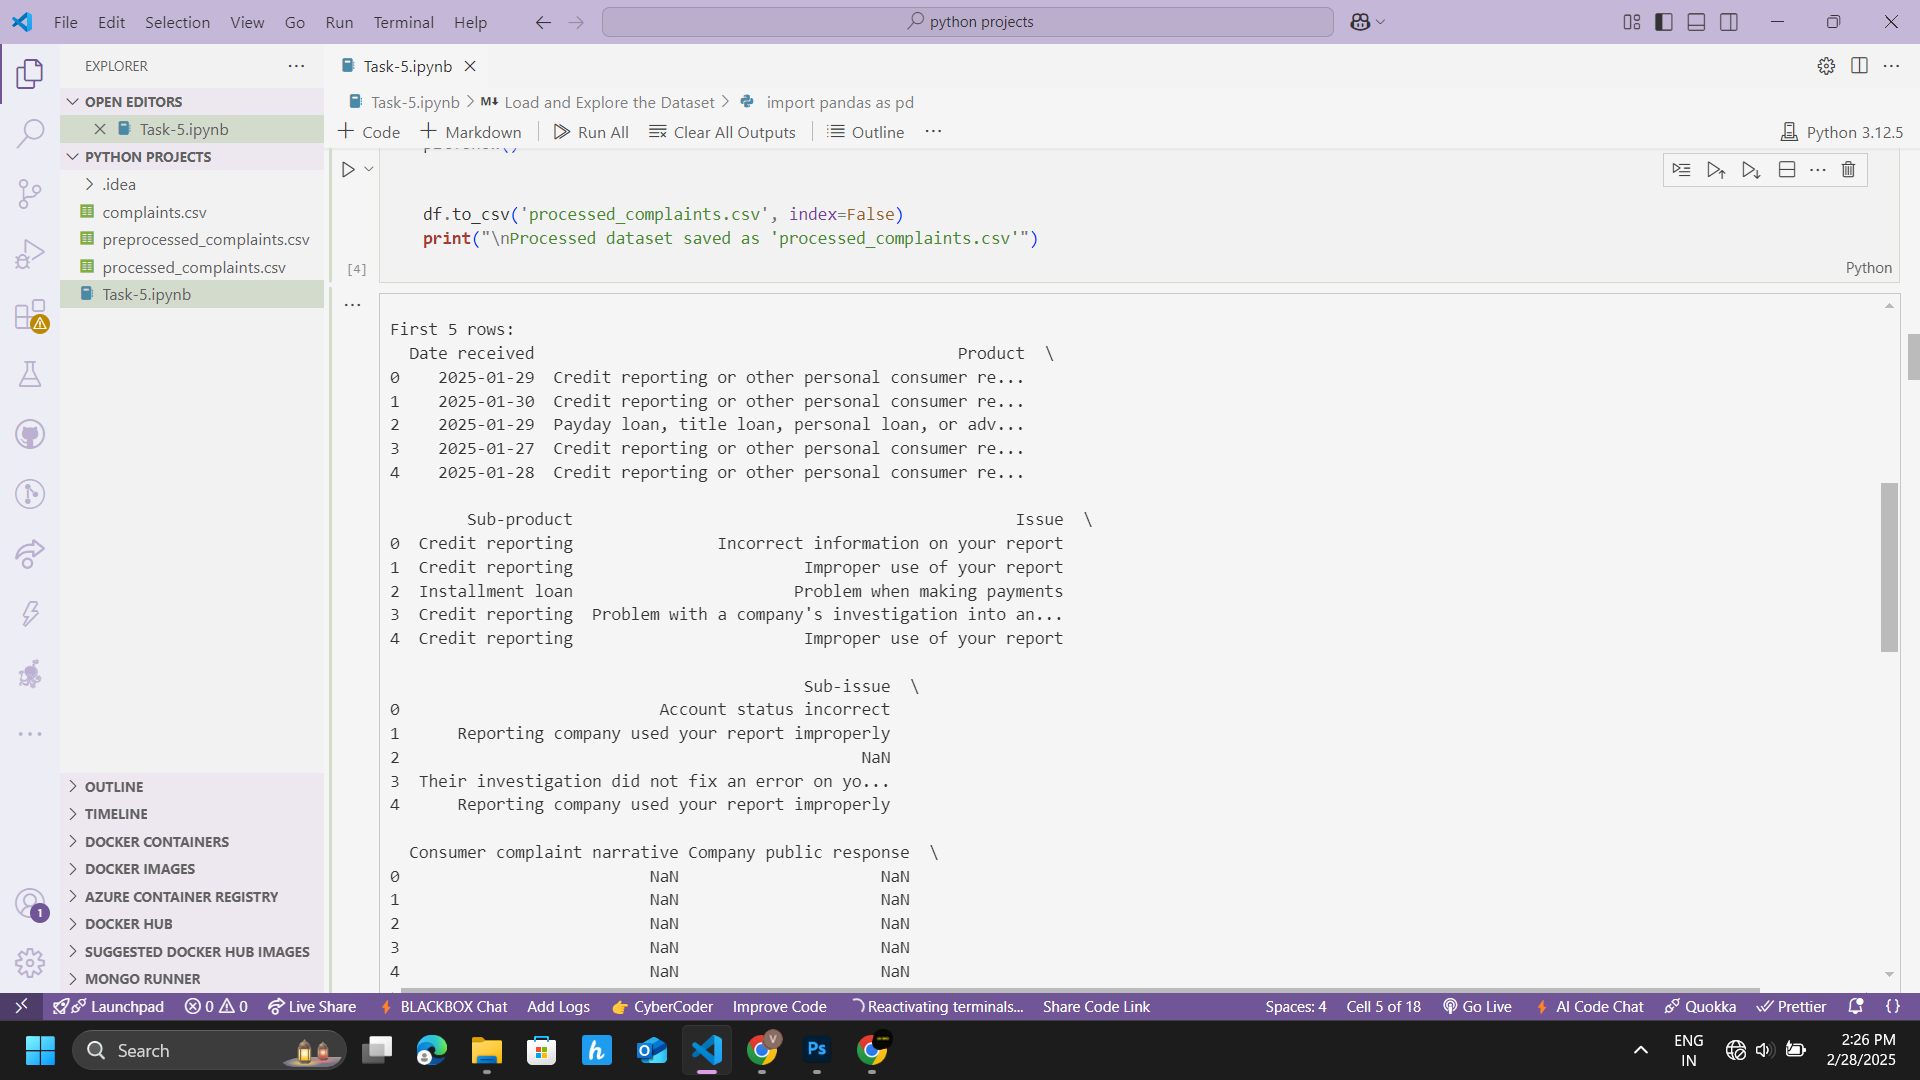 File Edit Selection View Go Run Terminal Help
python projects
EXPLORER
OPEN EDITORS
Task-5.ipynb
PYTHON PROJECTS
.idea
complaints.csv
preprocessed_complaints.csv
processed_complaints.csv
Task-5.ipynb
OUTLINE
TIMELINE
DOCKER CONTAINERS
DOCKER IMAGES
AZURE CONTAINER REGISTRY
DOCKER HUB
SUGGESTED DOCKER HUB IMAGES
MONGO RUNNER
1
Task-5.ipynb
Task-5.ipynb > M↓ Load and Explore the Dataset > import pandas as pd
+ Code + Markdown Run All Clear All Outputs Outline ... Python 3.12.5
df.to_csv('processed_complaints.csv', index=False)
print("\nProcessed dataset saved as 'processed_complaints.csv'")
[4]
Python
First 5 rows:
Date received Product \
0 2025-01-29 Credit reporting or other personal consumer re...
1 2025-01-30 Credit reporting or other personal consumer re...
2 2025-01-29 Payday loan, title loan, personal loan, or adv...
3 2025-01-27 Credit reporting or other personal consumer re...
4 2025-01-28 Credit reporting or other personal consumer re...
Sub-product Issue \
0 Credit reporting Incorrect information on your report
1 Credit reporting Improper use of your report
2 Installment loan Problem when making payments
3 Credit reporting Problem with a company's investigation into an...
4 Credit reporting Improper use of your report
Sub-issue \
0 Account status incorrect
1 Reporting company used your report improperly
2 NaN
3 Their investigation did not fix an error on yo...
4 Reporting company used your report improperly
Consumer complaint narrative Company public response \
0 NaN NaN
1 NaN NaN
2 NaN NaN
3 NaN NaN
4 NaN NaN
Launchpad 0 0 Live Share BLACKBOX Chat Add Logs CyberCoder Improve Code Reactivating terminals... Share Code Link Spaces: 4 Cell 5 of 18 Go Live AI Code Chat Quokka Prettier {}
Search
h
Ps
V
ENG
IN
2:26 PM
2/28/2025